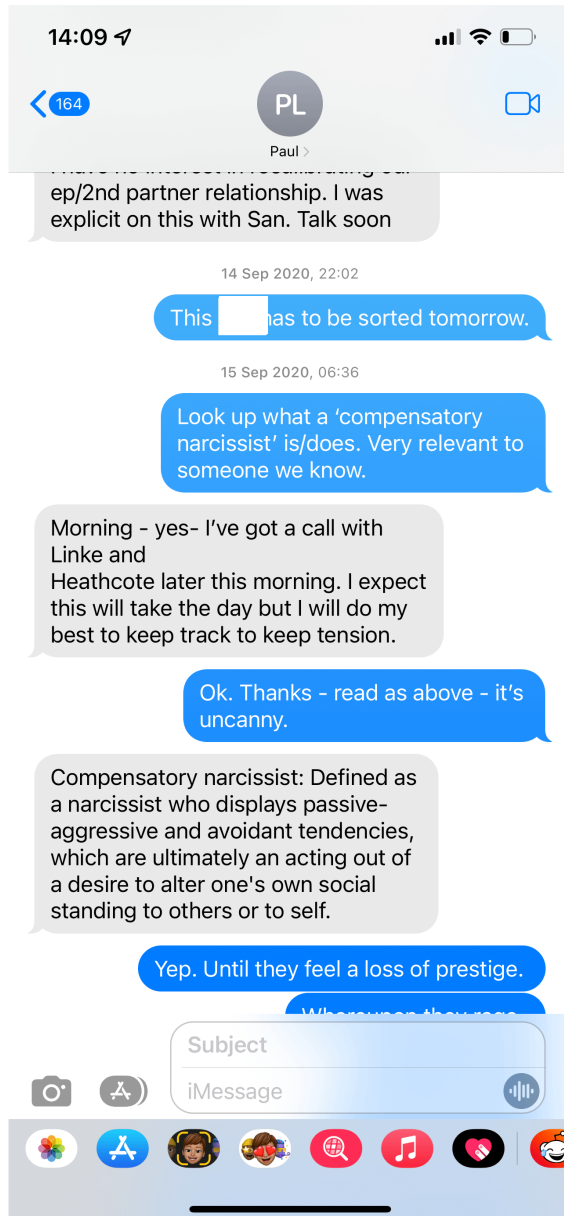 14:09
164
PL
Paul
ep/2nd partner relationship. I was
explicit on this with San. Talk soon
14 Sep 2020, 22:02
This has to be sorted tomorrow.
15 Sep 2020, 06:36
Look up what a ‘compensatory
narcissist’ is/does. Very relevant to
someone we know.
Morning - yes- I’ve got a call with
Linke and
Heathcote later this morning. I expect
this will take the day but I will do my
best to keep track to keep tension.
Ok. Thanks - read as above - it’s
uncanny.
Compensatory narcissist: Defined as
a narcissist who displays passive-
aggressive and avoidant tendencies,
which are ultimately an acting out of
a desire to alter one's own social
standing to others or to self.
Yep. Until they feel a loss of prestige.
Whereupon they rage
Subject
iMessage